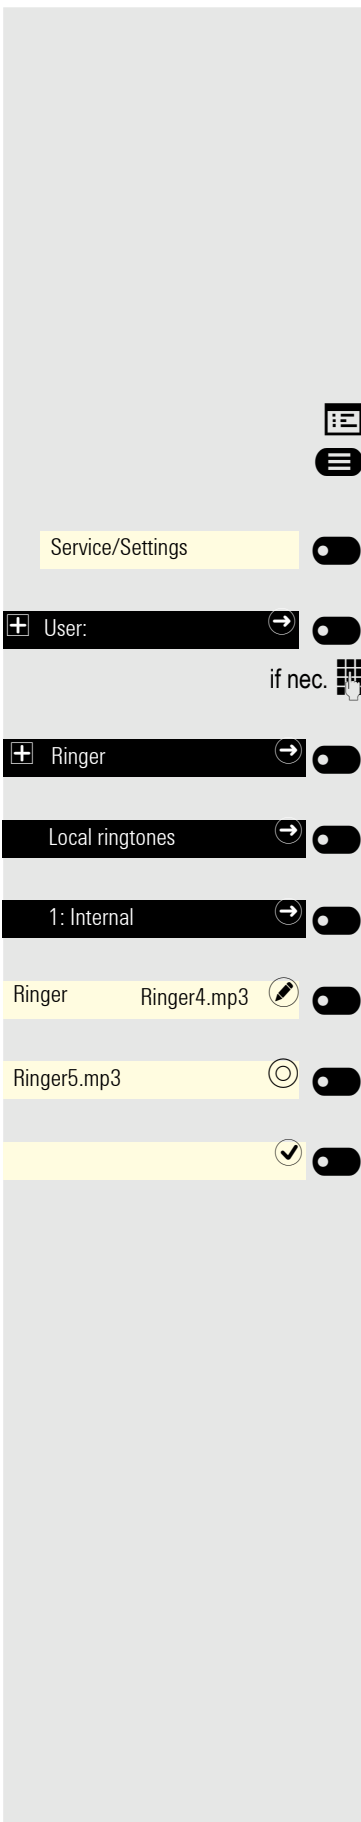 Service/Settings
User:
if nec.
Ringer
Local ringtones
1: Internal
Ringer Ringer4.mp3
Ringer5.mp3